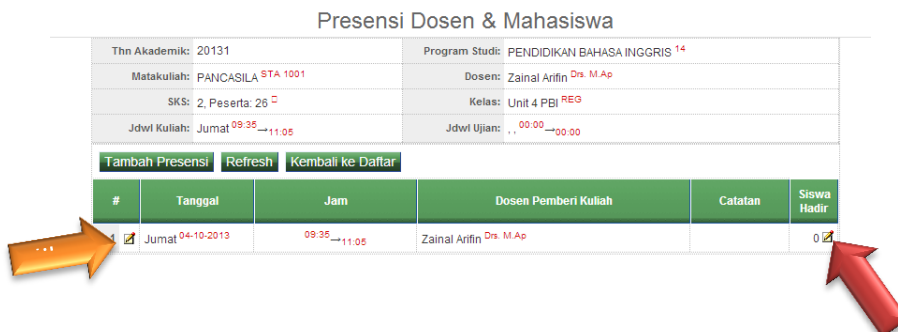 Presensi Dosen & Mahasiswa
Thn Akademik: 20131 Program Studi: PENDIDIKAN BAHASA INGGRIS 14
Matakuliah: PANCASILA STA 1001 Dosen: Zainal Arifin Drs. M.Ap
SKS: 2, Peserta: 26 Kelas: Unit 4 PBI REG
Jdwl Kuliah: Jumat 09:35→11:05 Jdwl Ujian: , , 00:00→00:00
Tambah Presensi Refresh Kembali ke Daftar
# Tanggal Jam Dosen Pemberi Kuliah Catatan Siswa Hadir
1 Jumat 04-10-2013 09:35→11:05 Zainal Arifin Drs. M.Ap 0
...